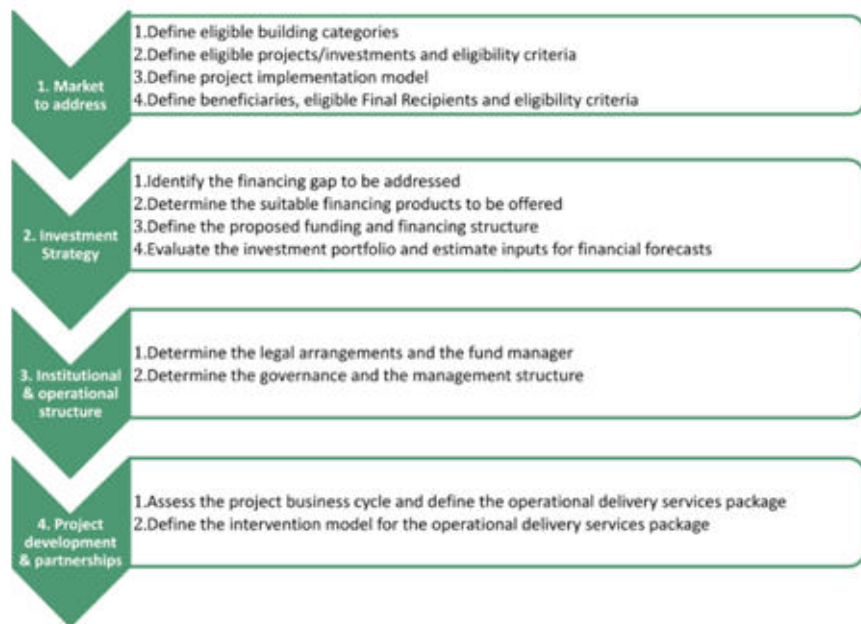 1. Market
to address
1.Define eligible building categories
2.Define eligible projects/investments and eligibility criteria
3.Define project implementation model
4.Define beneficiaries, eligible Final Recipients and eligibility criteria
2. Investment
Strategy
1.Identify the financing gap to be addressed
2.Determine the suitable financing products to be offered
3.Define the proposed funding and financing structure
4.Evaluate the investment portfolio and estimate inputs for financial forecasts
3. Institutional
& operational
structure
1.Determine the legal arrangements and the fund manager
2.Determine the governance and the management structure
4. Project
development
& partnerships
1.Assess the project business cycle and define the operational delivery services package
2.Define the intervention model for the operational delivery services package